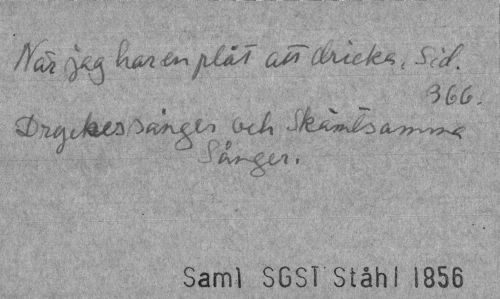 När jag har en plåt att dricka, Sid.
366.
Dryckessånger och Skämtsamma
Sånger.
Saml SGST Ståhl 1856